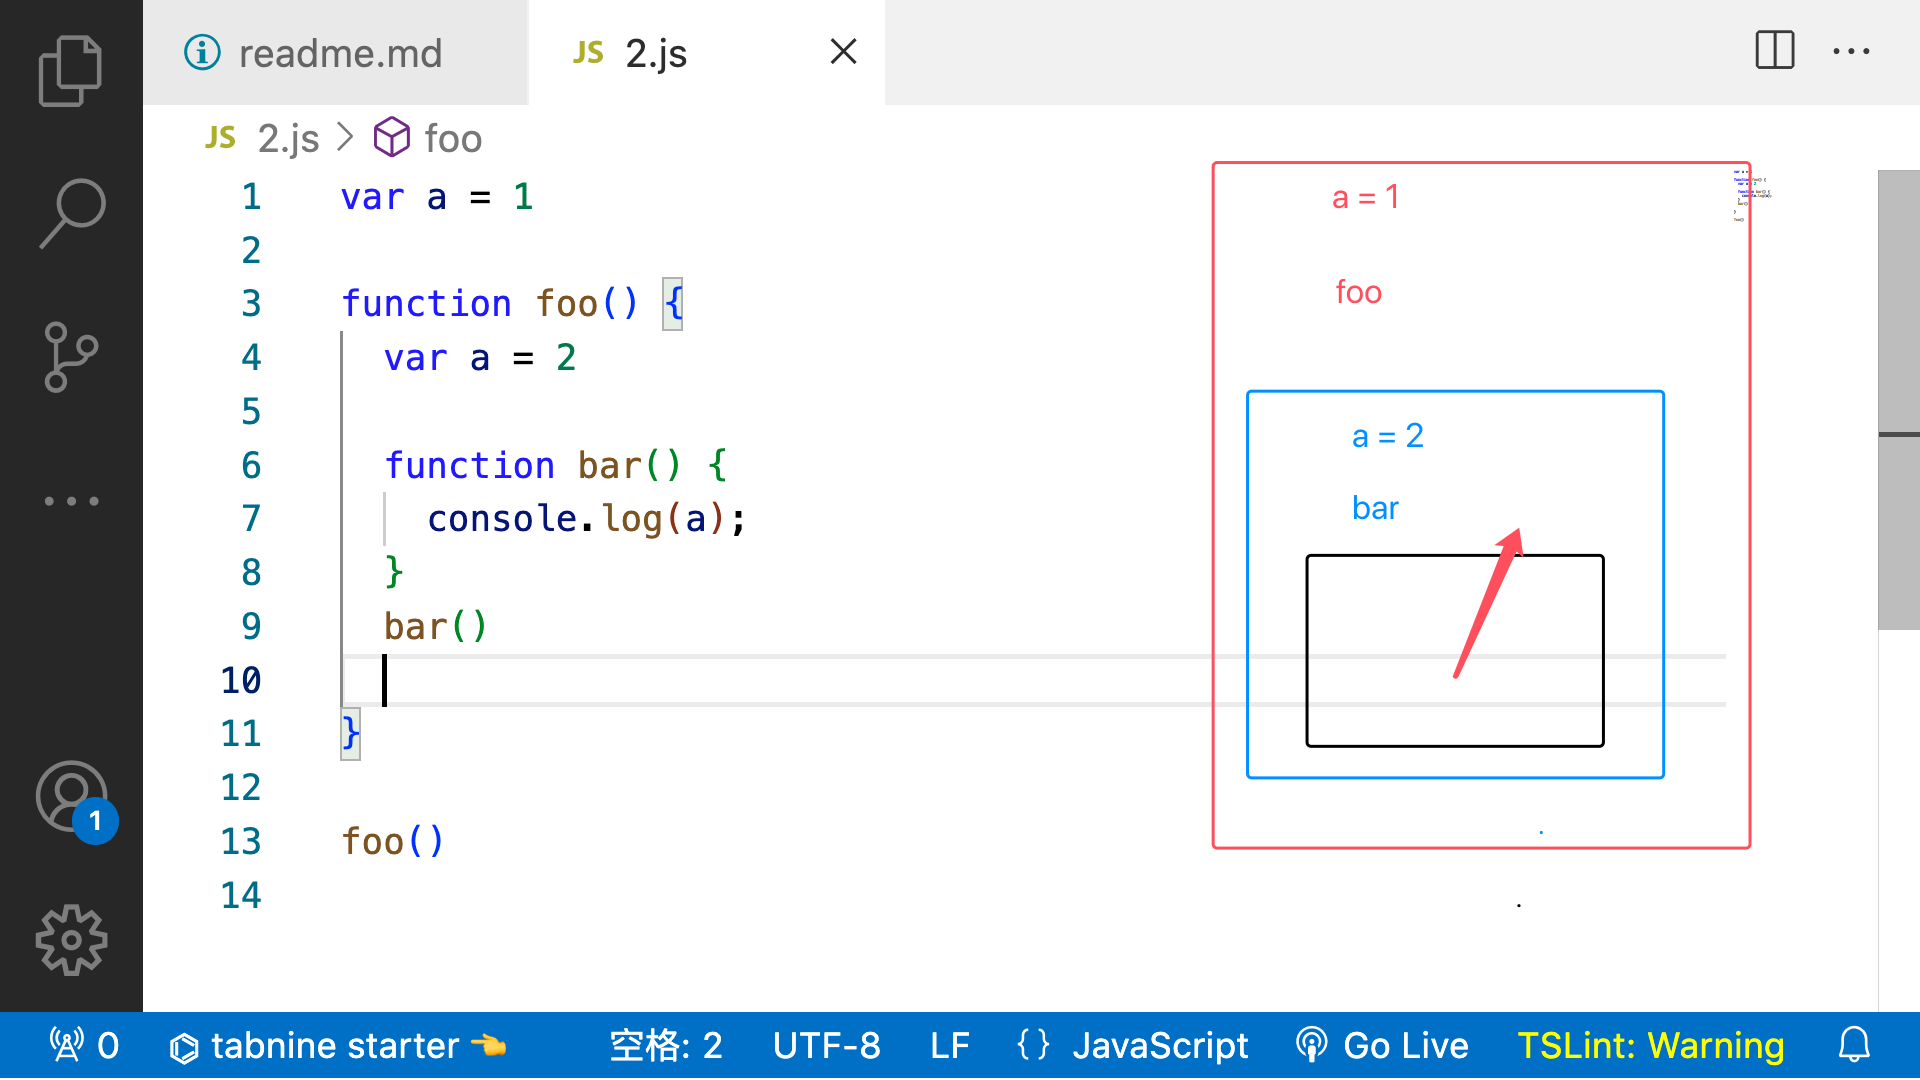 readme.md
JS 2.js
JS 2.js > foo
1 var a = 1
2
3 function foo() {
4 var a = 2
5
6 function bar() {
7 console.log(a);
8 }
9 bar()
10
11 }
12
13 foo()
14
a = 1
foo
a = 2
bar
1
0 tabnine starter 空格: 2 UTF-8 LF {} JavaScript Go Live TSLint: Warning